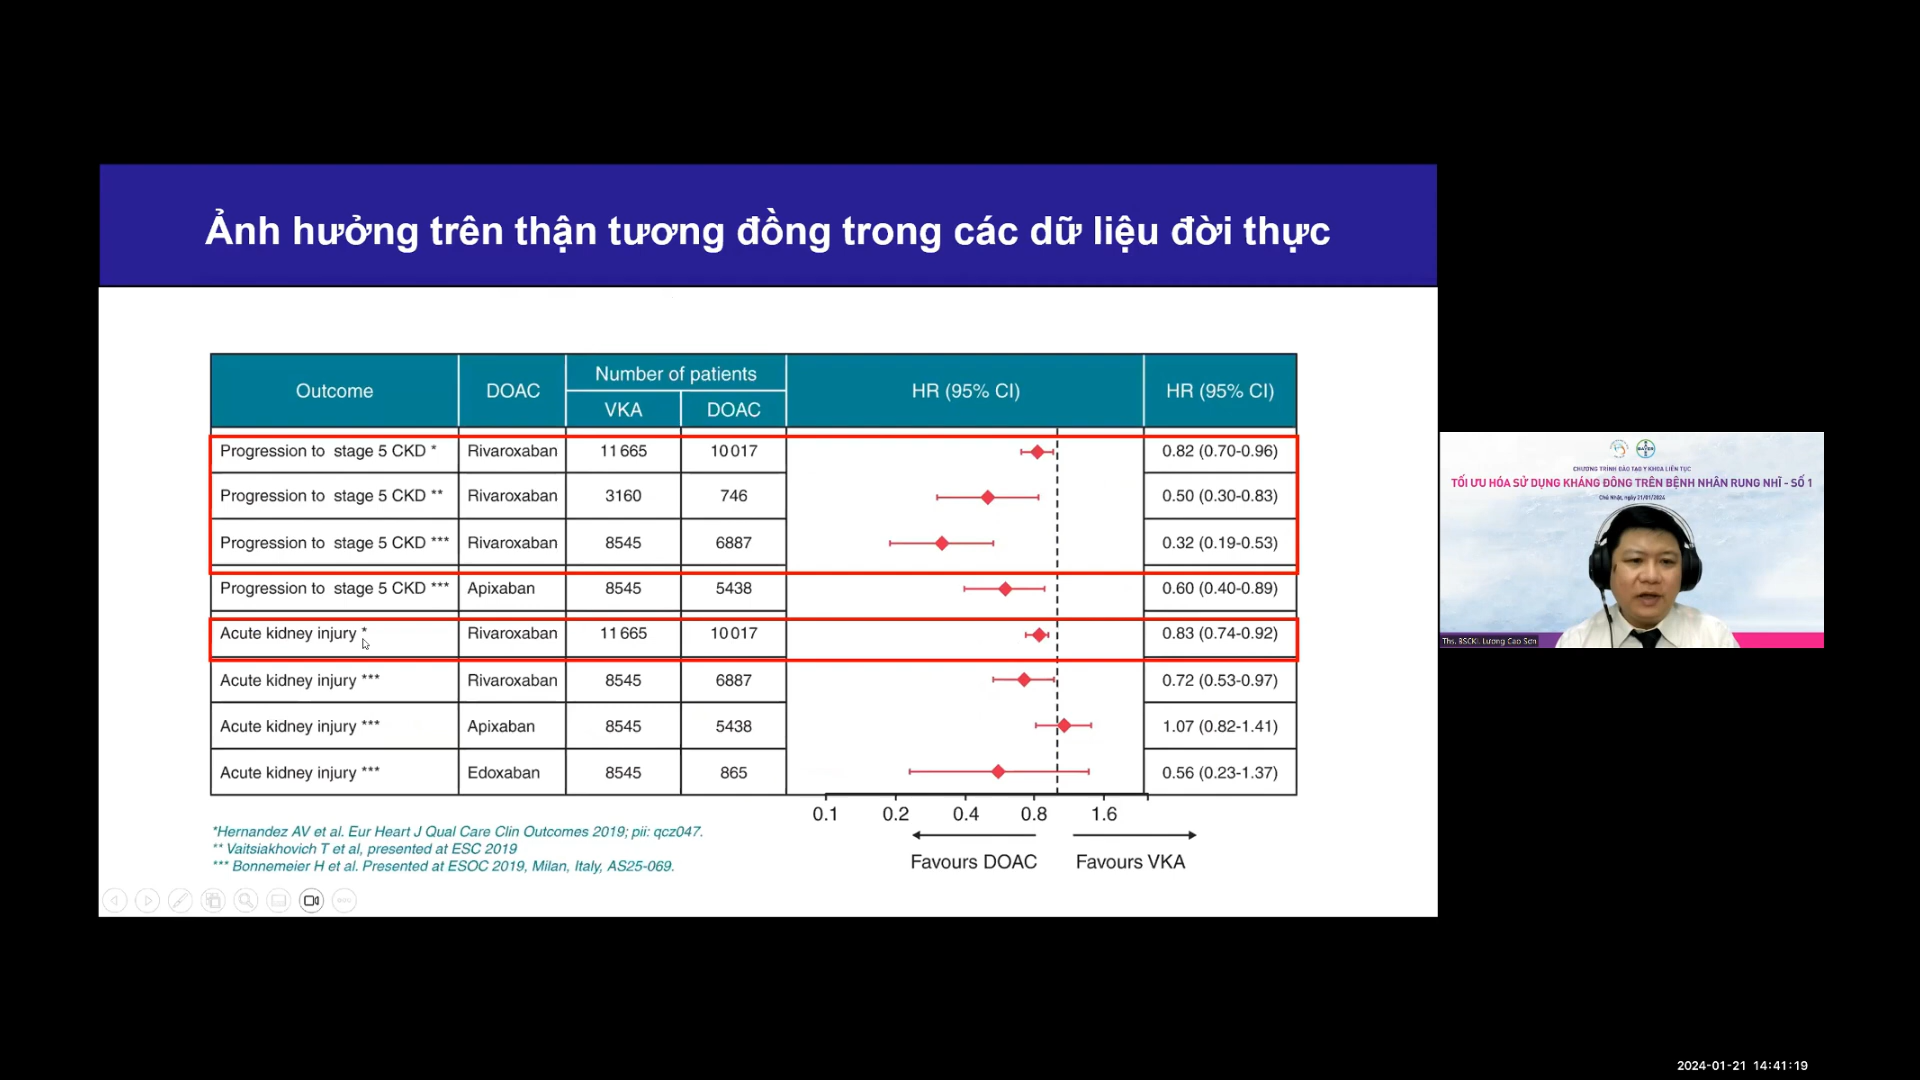 Ảnh hưởng trên thận tương đồng trong các dữ liệu đời thực
Outcome DOAC Number of patients HR (95% CI) HR (95% CI)
VKA DOAC
Progression to stage 5 CKD * Rivaroxaban 11 665 10 017 0.82 (0.70-0.96)
Progression to stage 5 CKD ** Rivaroxaban 3160 746 0.50 (0.30-0.83)
Progression to stage 5 CKD *** Rivaroxaban 8545 6887 0.32 (0.19-0.53)
Progression to stage 5 CKD *** Apixaban 8545 5438 0.60 (0.40-0.89)
Acute kidney injury * Rivaroxaban 11 665 10 017 0.83 (0.74-0.92)
Acute kidney injury *** Rivaroxaban 8545 6887 0.72 (0.53-0.97)
Acute kidney injury *** Apixaban 8545 5438 1.07 (0.82-1.41)
Acute kidney injury *** Edoxaban 8545 865 0.56 (0.23-1.37)
0.1 0.2 0.4 0.8 1.6
Favours DOAC Favours VKA
*Hernandez AV et al. Eur Heart J Qual Care Clin Outcomes 2019; pii: qcz047.
** Vaitsiakhovich T et al, presented at ESC 2019
*** Bonnemeier H et al. Presented at ESOC 2019, Milan, Italy, AS25-069.
CHƯƠNG TRÌNH ĐÀO TẠO Y KHOA LIÊN TỤC
TỐI ƯU HÓA SỬ DỤNG KHÁNG ĐÔNG TRÊN BỆNH NHÂN RUNG NHĨ - SỐ 1
Chủ Nhật, ngày 21/01/2024
Ths. BSCKI. Lương Cao Sơn
2024-01-21 14:41:19